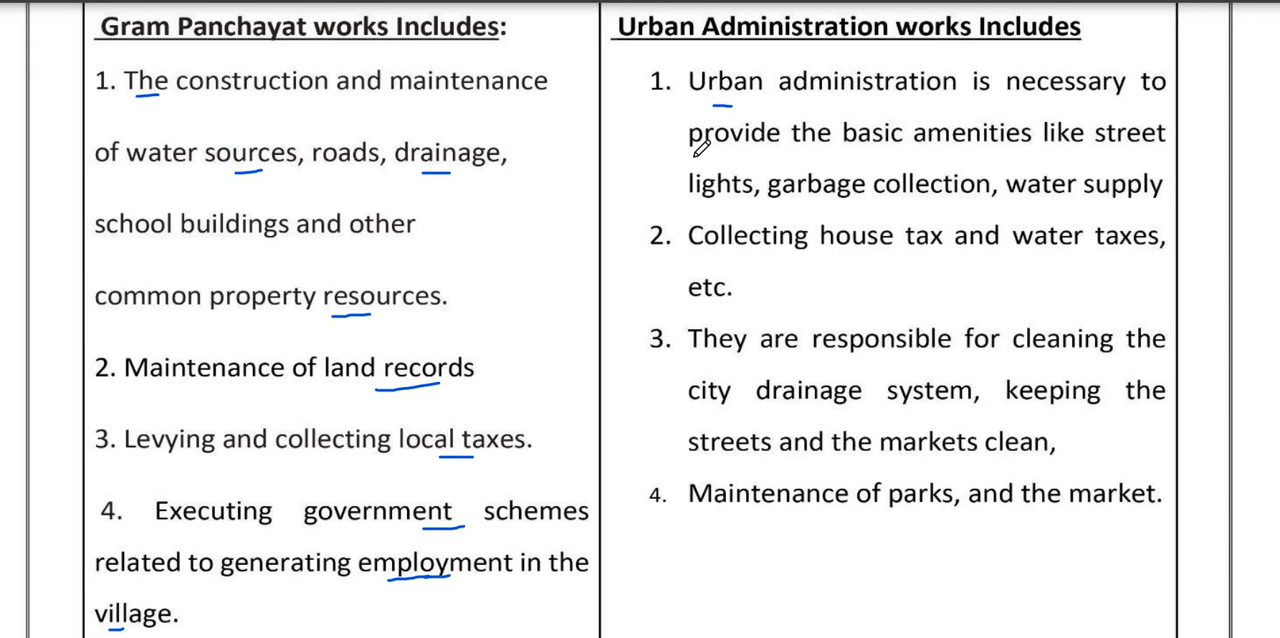 Gram Panchayat works Includes:
1. The construction and maintenance
of water sources, roads, drainage,
school buildings and other
common property resources.
2. Maintenance of land records
3. Levying and collecting local taxes.
4. Executing government schemes
related to generating employment in the
village.
Urban Administration works Includes
1. Urban administration is necessary to
provide the basic amenities like street
lights, garbage collection, water supply
2. Collecting house tax and water taxes,
etc.
3. They are responsible for cleaning the
city drainage system, keeping the
streets and the markets clean,
4. Maintenance of parks, and the market.